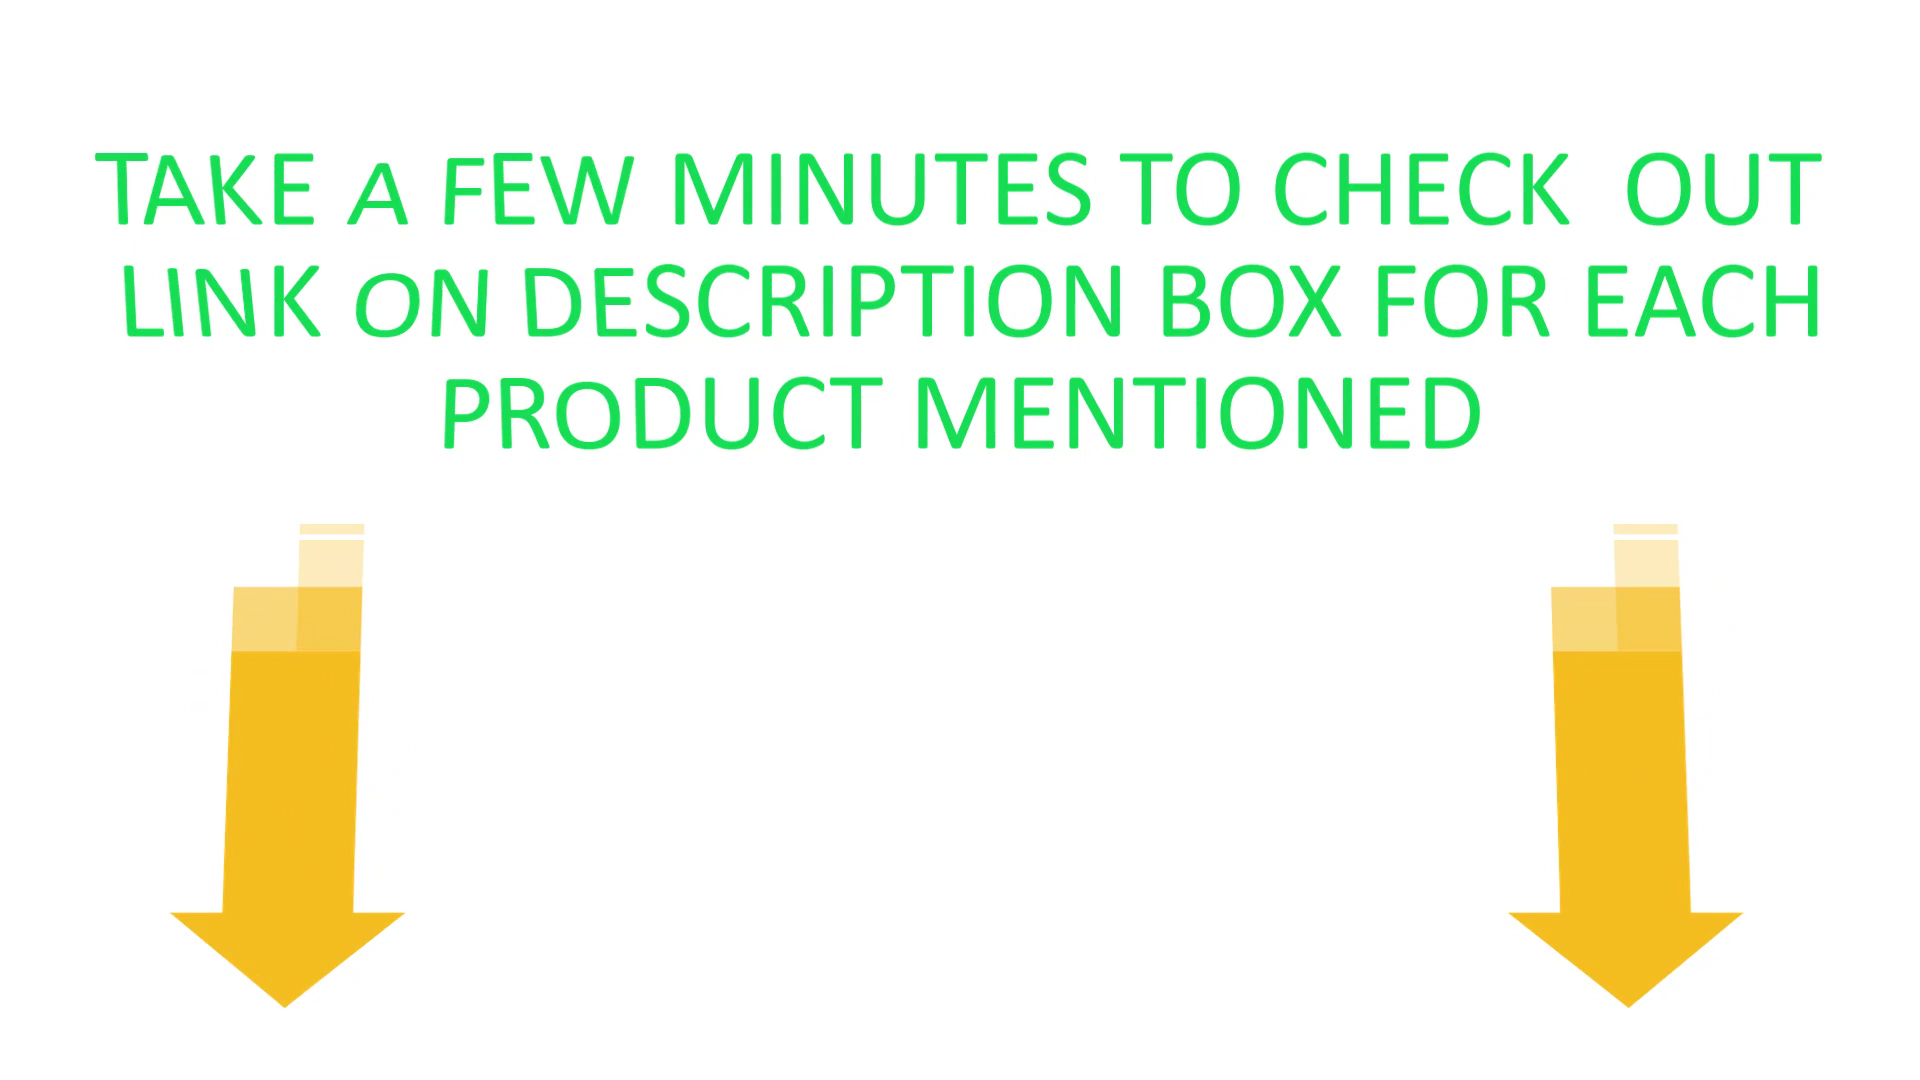 TAKE A FEW MINUTES TO CHECK  OUT
LINK ON DESCRIPTION BOX FOR EACH
PRODUCT MENTIONED